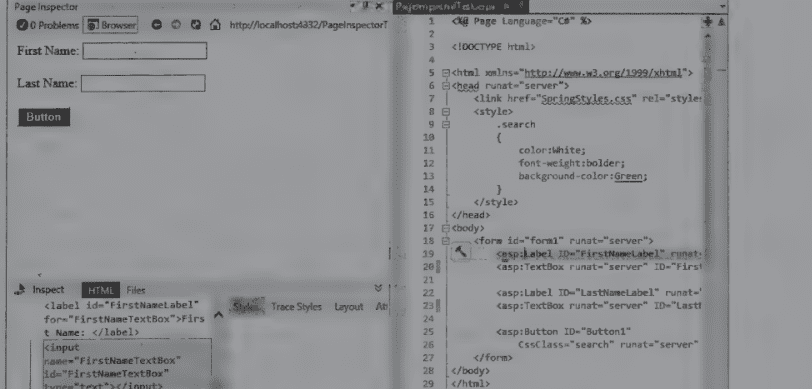 Page Inspector
0 Problems Browser http://localhost:4832/PageInspectorT
First Name:
Last Name:
Button
Inspect HTML Files
<label id="FirstNameLabel"
for="FirstNameTextBox">Firs
t Name: </label>
<input
name="FirstNameTextBox"
id="FirstNameTextBox"
type="text"></input>
Styles Trace Styles Layout
1 <%@ Page Language="C#" %>
2
3 <!DOCTYPE html>
4
5 <html xmlns="http://www.w3.org/1999/xhtml">
6 <head runat="server">
7 <link href="SpringStyles.css" rel="styles
8 <style>
9 .search
10 {
11 color:White;
12 font-weight:bolder;
13 background-color:Green;
14 }
15 </style>
16 </head>
17 <body>
18 <form id="form1" runat="server">
19 <asp:Label ID="FirstNameLabel" runat=
20 <asp:TextBox runat="server" ID="First
21
22 <asp:Label ID="LastNameLabel" runat="
23 <asp:TextBox runat="server" ID="LastN
24
25 <asp:Button ID="Button1"
26 CssClass="search" runat="server"
27 </form>
28 </body>
29 </html>